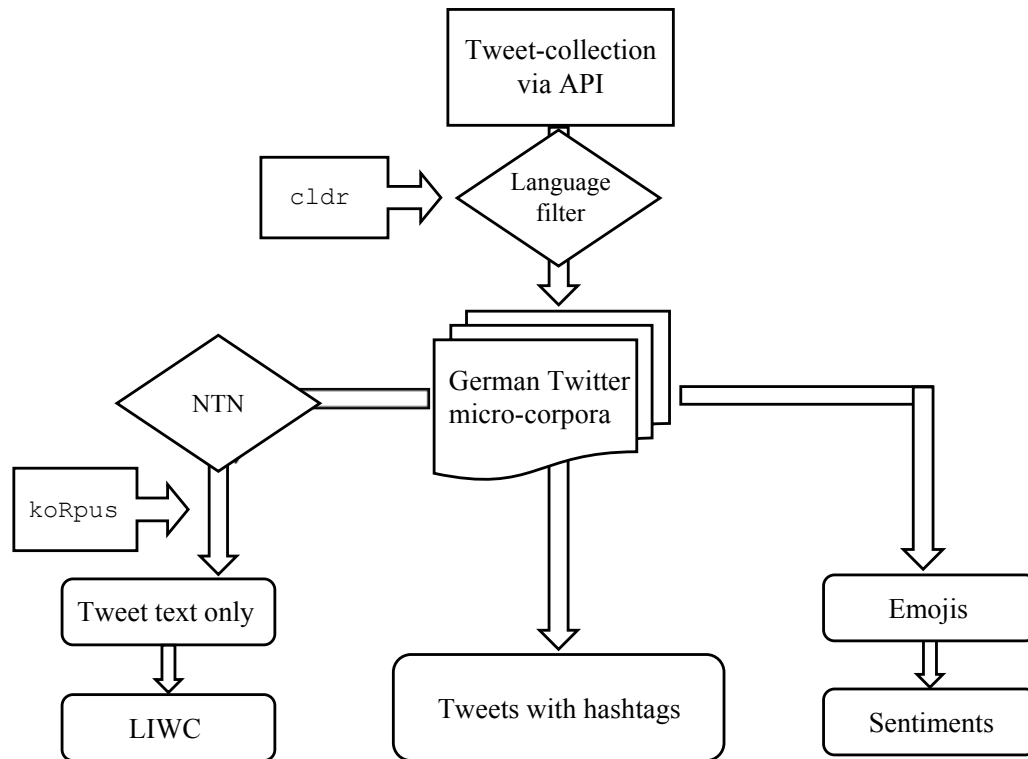 Tweet-collection
via API
cldr
Language
filter
German Twitter
micro-corpora
NTN
koRpus
Tweet text only
LIWC
Tweets with hashtags
Emojis
Sentiments